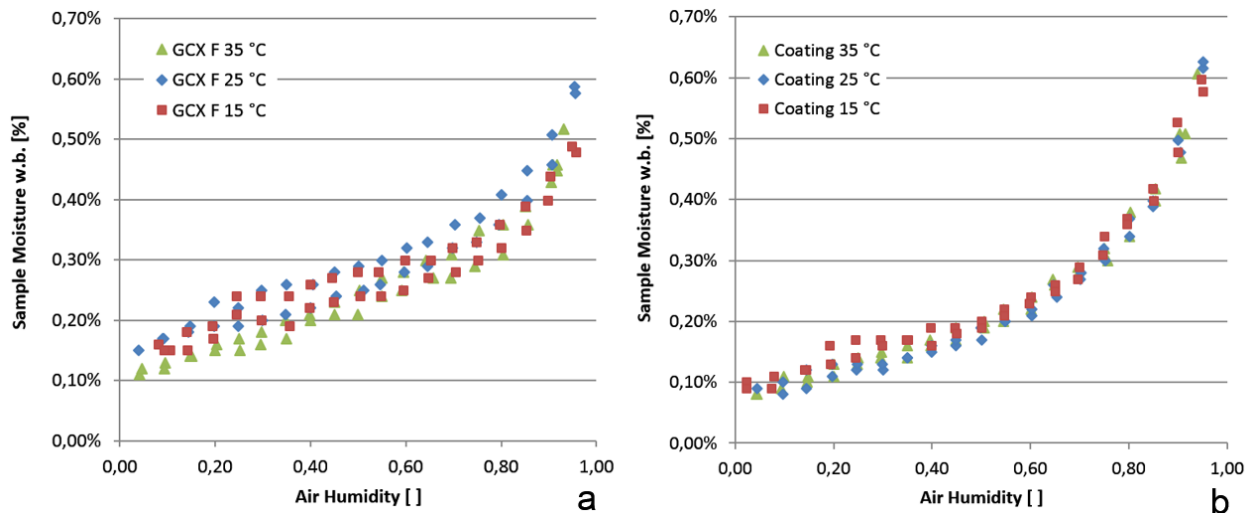 0,70%
0,60%
0,50%
0,40%
0,30%
0,20%
0,10%
0,00%
Sample Moisture w.b. [%]
GCX F 35 °C
GCX F 25 °C
GCX F 15 °C
0,00 0,20 0,40 0,60 0,80 1,00
Air Humidity [ ]
a
0,70%
0,60%
0,50%
0,40%
0,30%
0,20%
0,10%
0,00%
Sample Moisture w.b. [%]
Coating 35 °C
Coating 25 °C
Coating 15 °C
0,00 0,20 0,40 0,60 0,80 1,00
Air Humidity [ ]
b